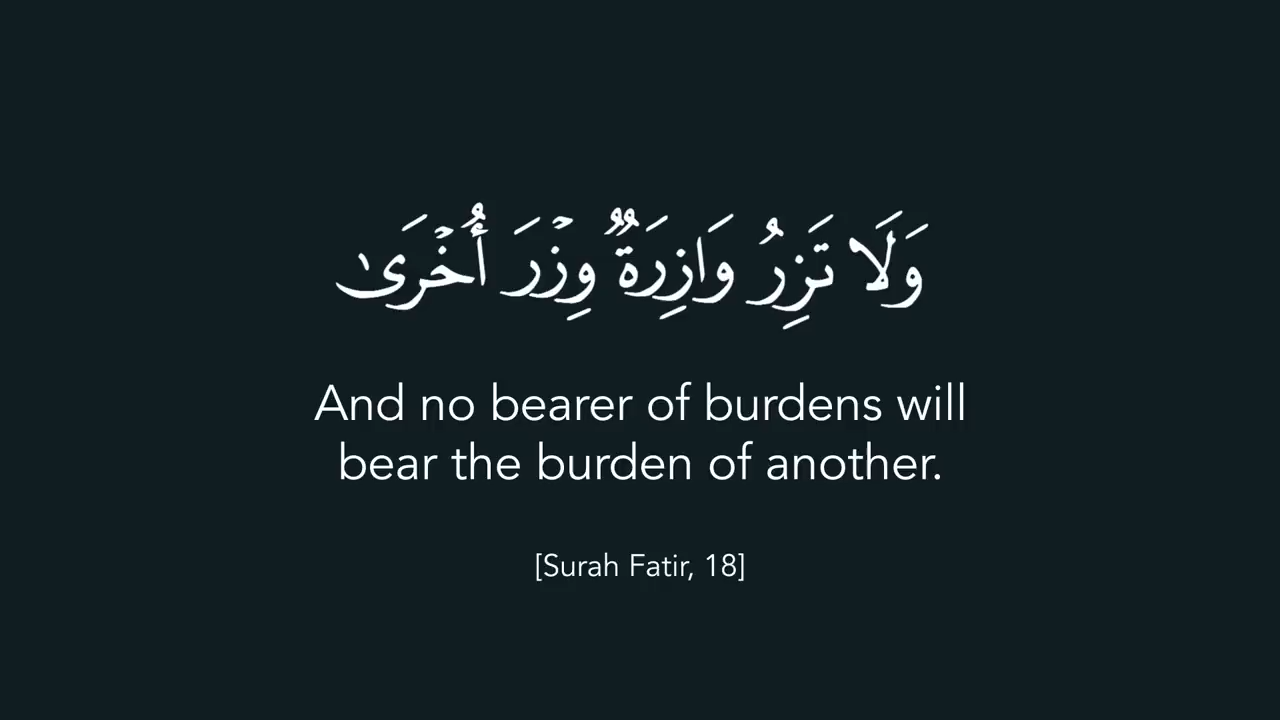 وَلَا تَزِرُ وَازِرَةٌ وِزْرَ أُخْرَىٰ
And no bearer of burdens will
bear the burden of another.
[Surah Fatir, 18]